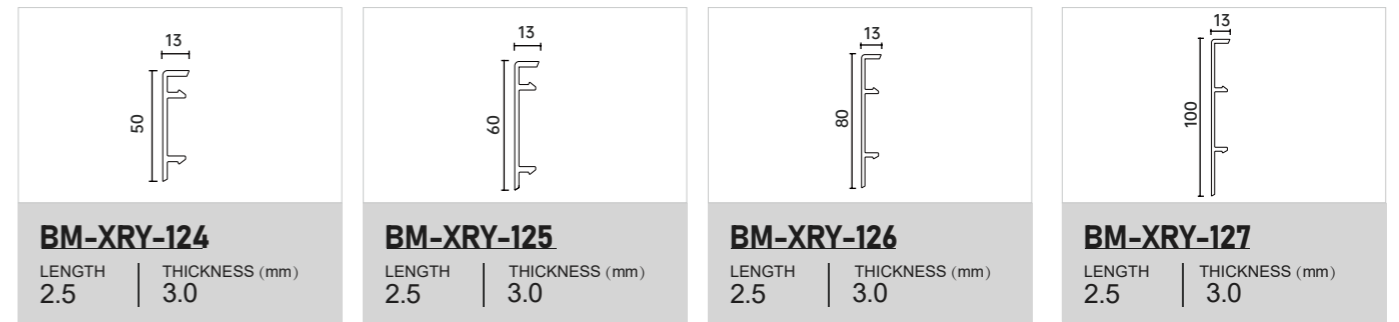 13
50
BM-XRY-124
LENGTH
2.5
THICKNESS (mm)
3.0
13
60
BM-XRY-125
LENGTH
2.5
THICKNESS (mm)
3.0
13
80
BM-XRY-126
LENGTH
2.5
THICKNESS (mm)
3.0
13
100
BM-XRY-127
LENGTH
2.5
THICKNESS (mm)
3.0